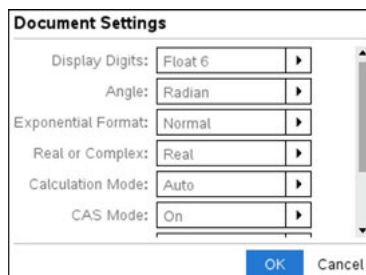 Document Settings
Display Digits: Float 6
Angle: Radian
Exponential Format: Normal
Real or Complex: Real
Calculation Mode: Auto
CAS Mode: On
OK Cancel